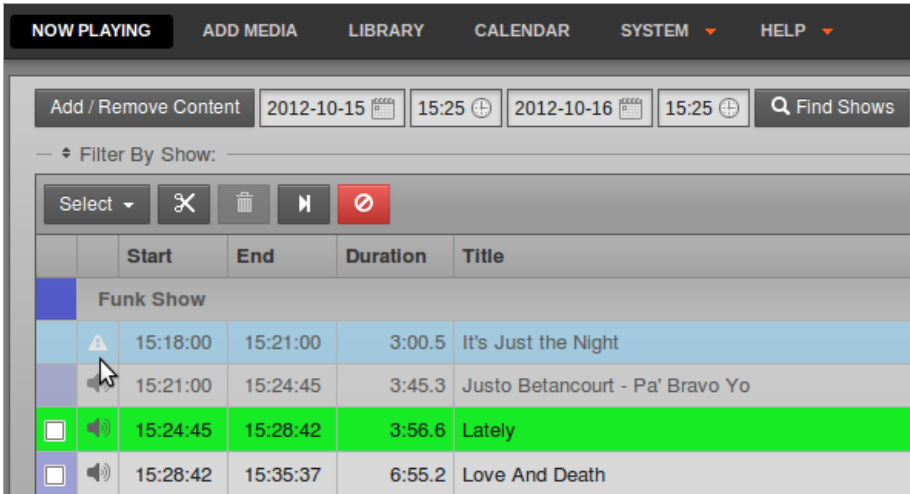 NOW PLAYING ADD MEDIA LIBRARY CALENDAR SYSTEM HELP
Add / Remove Content 2012-10-15 15:25 2012-10-16 15:25 Find Shows
Filter By Show:
Select
Start End Duration Title
Funk Show
15:18:00 15:21:00 3:00.5 It's Just the Night
15:21:00 15:24:45 3:45.3 Justo Betancourt - Pa' Bravo Yo
15:24:45 15:28:42 3:56.6 Lately
15:28:42 15:35:37 6:55.2 Love And Death